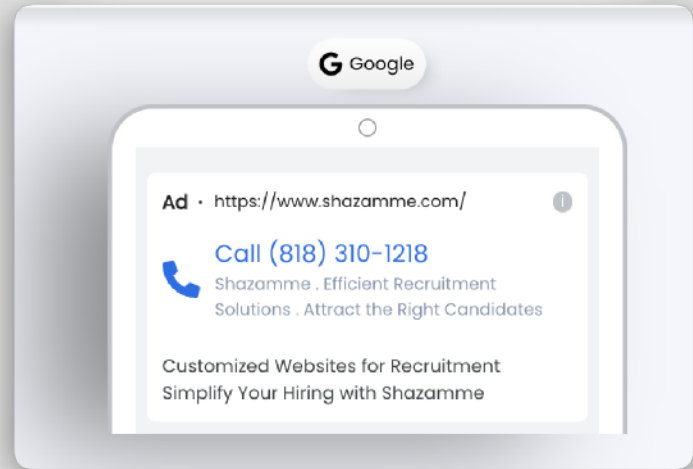 Google
Ad · https://www.shazamme.com/
Call (818) 310-1218
Shazamme . Efficient Recruitment
Solutions . Attract the Right Candidates
Customized Websites for Recruitment
Simplify Your Hiring with Shazamme